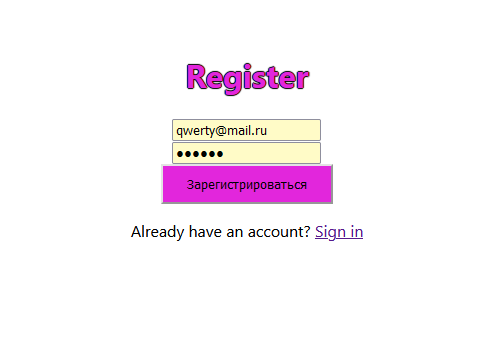 Register
qwerty@mail.ru
●●●●●●
Зарегистрироваться
Already have an account? Sign in